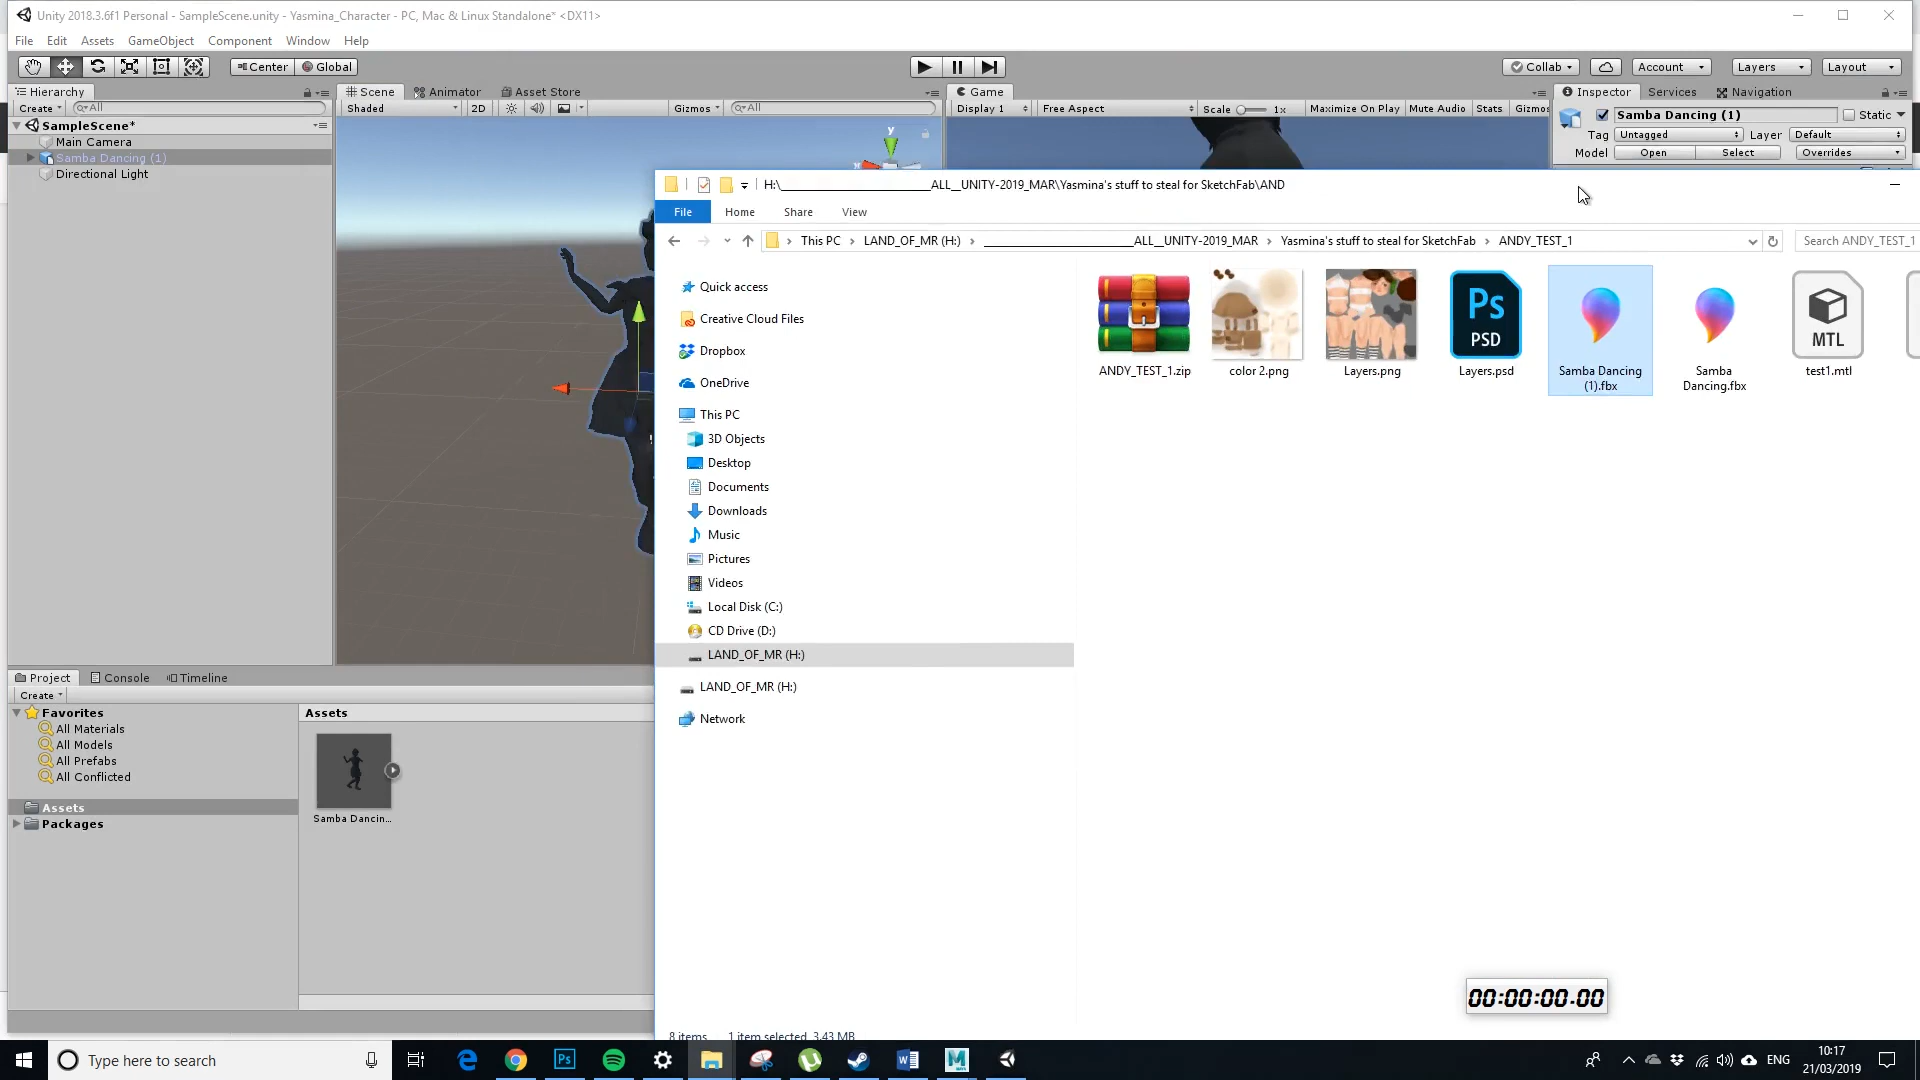 Unity 2018.3.6f1 Personal - SampleScene.unity - Yasmina_Character - PC, Mac & Linux Standalone* <DX11>
File Edit Assets GameObject Component Window Help
Center Global
Collab Account Layers Layout
Hierarchy
Create All
SampleScene*
Main Camera
Samba Dancing (1)
Directional Light
Scene Animator Asset Store
Shaded 2D Gizmos All
Game
Display 1 Free Aspect Scale 1x Maximize On Play Mute Audio Stats Gizmos
Inspector Services Navigation
Samba Dancing (1) Static
Tag Untagged Layer Default
Model Open Select Overrides
H:\_________________________ALL__UNITY-2019_MAR\Yasmina's stuff to steal for SketchFab\AND
File Home Share View
This PC LAND_OF_MR (H:) _________________________ALL__UNITY-2019_MAR Yasmina's stuff to steal for SketchFab ANDY_TEST_1
Search ANDY_TEST_1
Quick access
Creative Cloud Files
Dropbox
OneDrive
This PC
3D Objects
Desktop
Documents
Downloads
Music
Pictures
Videos
Local Disk (C:)
CD Drive (D:)
LAND_OF_MR (H:)
LAND_OF_MR (H:)
Network
Ps
PSD
MTL
ANDY_TEST_1.zip
color 2.png
Layers.png
Layers.psd
Samba Dancing
(1).fbx
Samba
Dancing.fbx
test1.mtl
8 items 1 item selected 3.43 MB
Project Console Timeline
Create
Favorites
All Materials
All Models
All Prefabs
All Conflicted
Assets
Packages
Assets
Samba Dancin...
00:00:00.00
Type here to search
Ps
W
M
ENG
10:17
21/03/2019